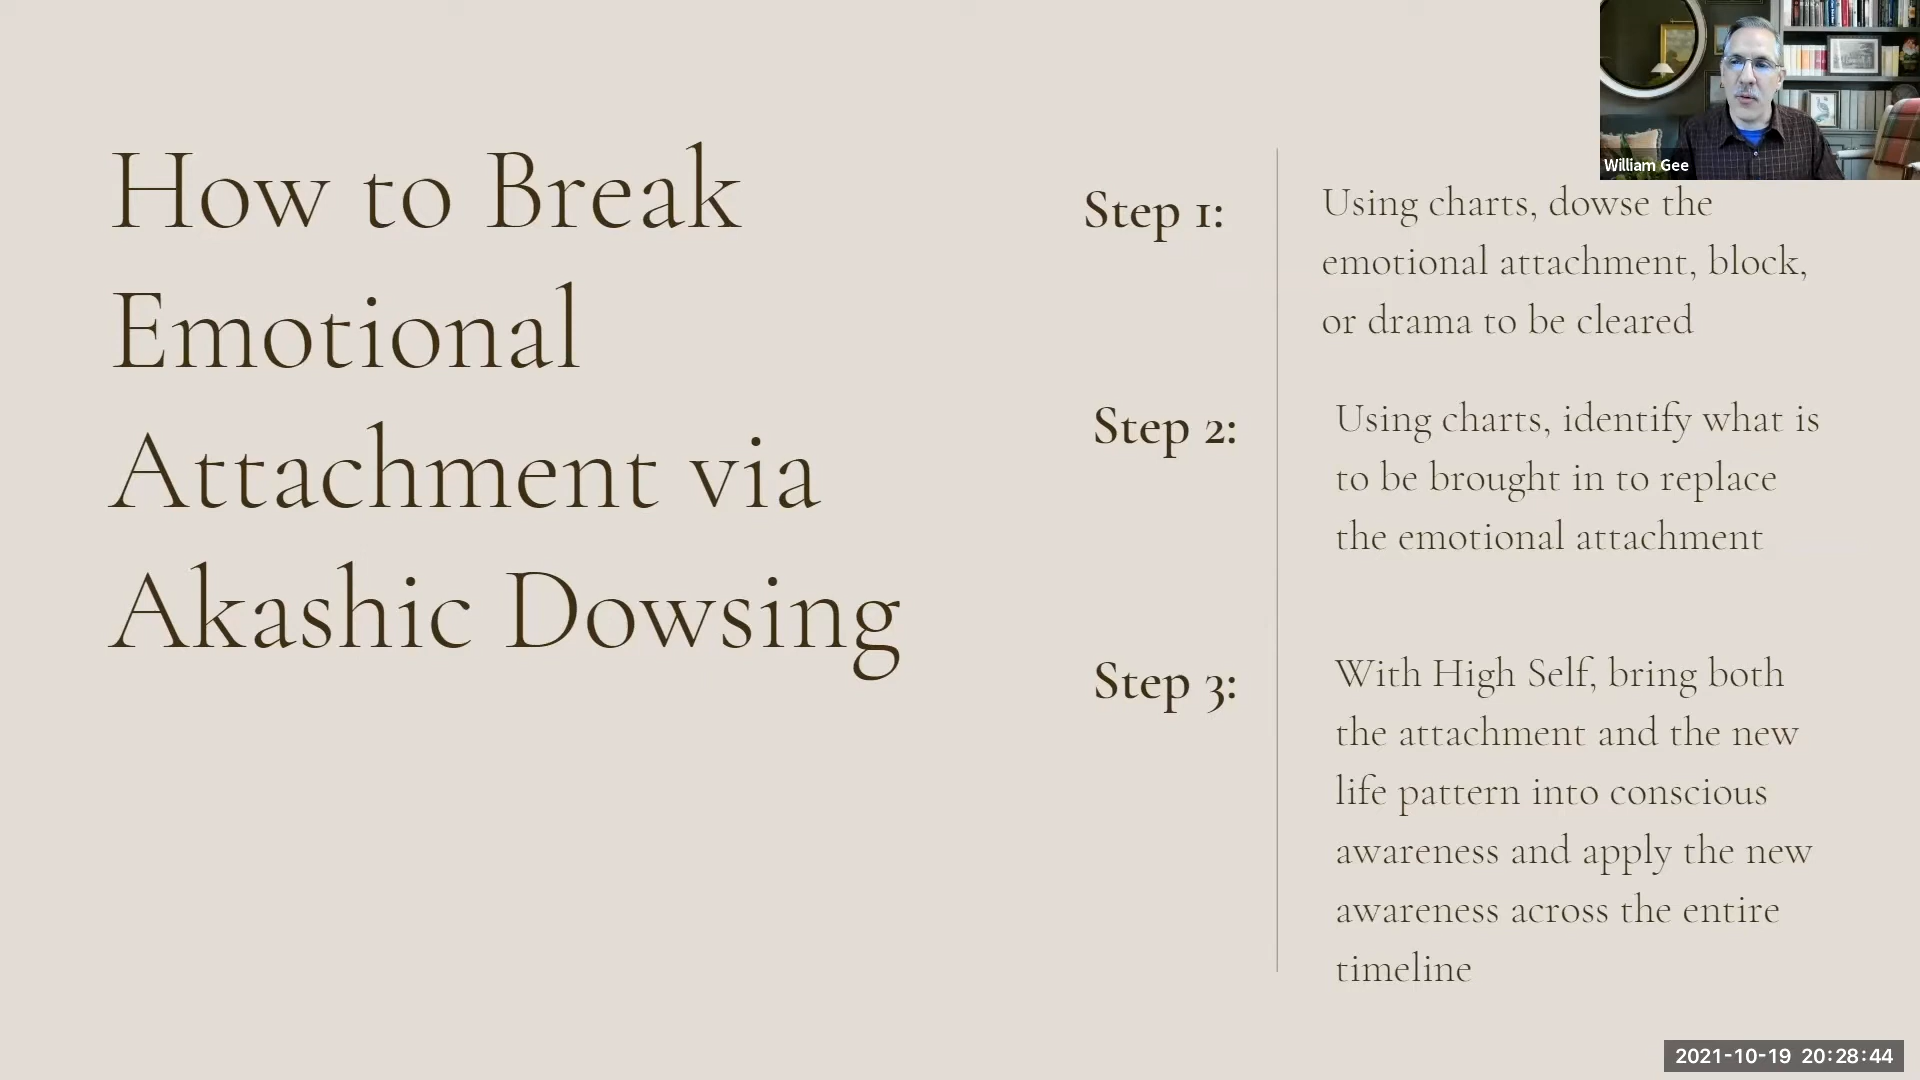 How to Break
Emotional
Attachment via
Akashic Dowsing
Step 1:
Using charts, dowse the
emotional attachment, block,
or drama to be cleared
Step 2:
Using charts, identify what is
to be brought in to replace
the emotional attachment
Step 3:
With High Self, bring both
the attachment and the new
life pattern into conscious
awareness and apply the new
awareness across the entire
timeline
William Gee
2021-10-19 20:28:44